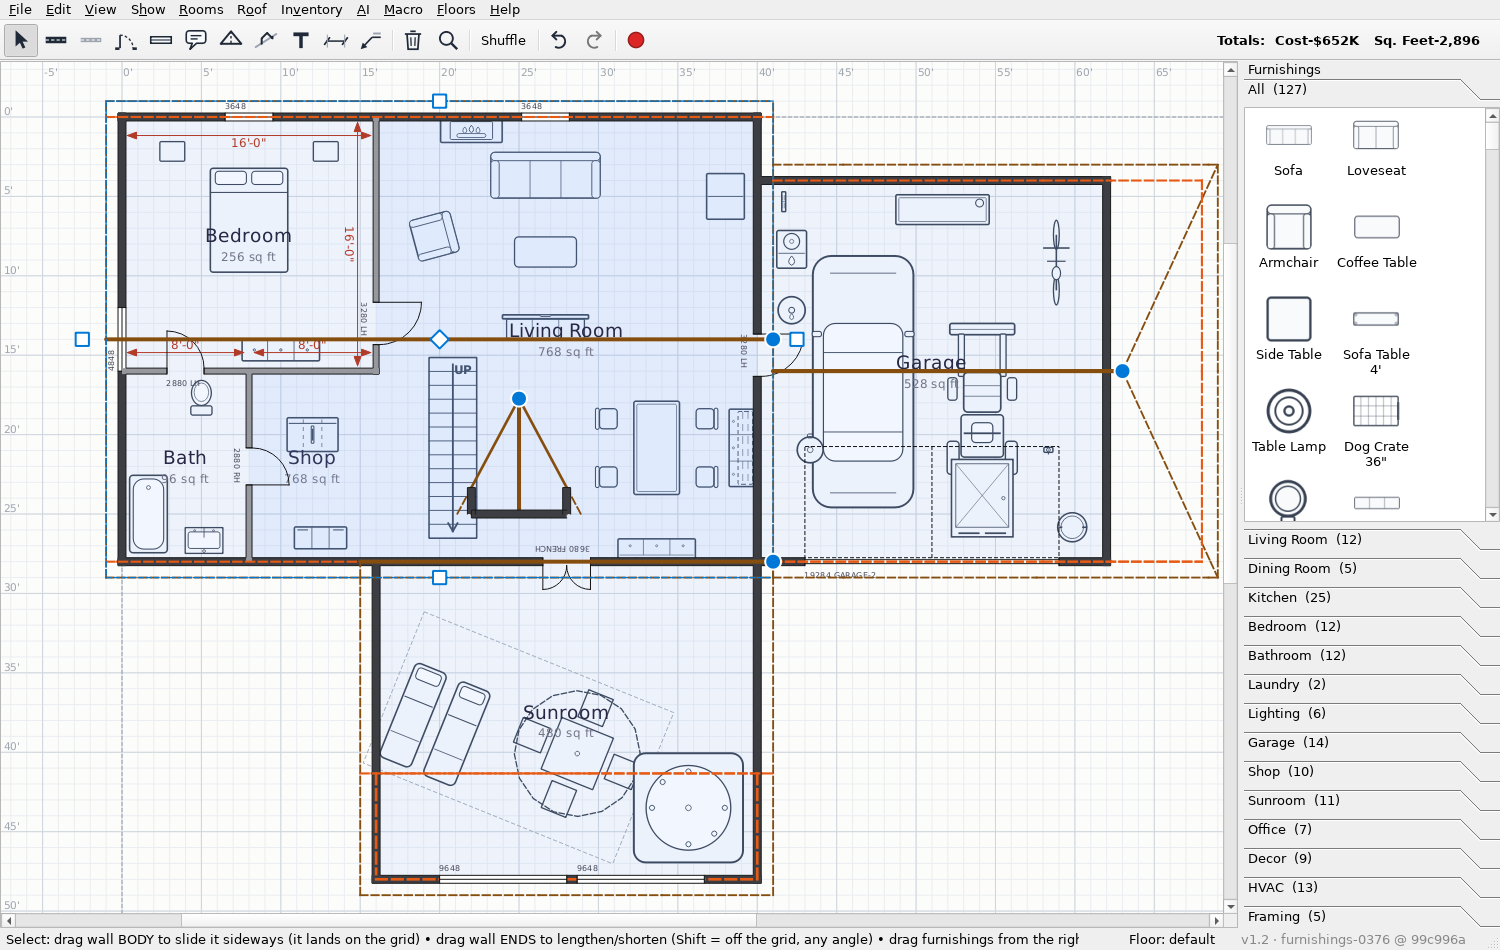 File Edit View Show Rooms Roof Inventory AI Macro Floors Help
Shuffle
Totals: Cost-$652K Sq. Feet-2,896
-5' 0' 5' 10' 15' 20' 25' 30' 35' 40' 45' 50' 55' 60' 65'
0'
5'
10'
15'
20'
25'
30'
35'
40'
45'
50'
3648
3648
16'-0"
16'-0"
Bedroom
256 sq ft
3280 LH
Living Room
768 sq ft
3280 LH
8'-0"
8'-0"
4848
2880 LH
UP
Garage
528 sq ft
Bath
96 sq ft
2880 RH
Shop
768 sq ft
3680 FRENCH
19284 GARAGE-2
Sunroom
480 sq ft
9648
9648
Furnishings
All (127)
Sofa
Loveseat
Armchair
Coffee Table
Side Table
Sofa Table
4'
Table Lamp
Dog Crate
36"
Living Room (12)
Dining Room (5)
Kitchen (25)
Bedroom (12)
Bathroom (12)
Laundry (2)
Lighting (6)
Garage (14)
Shop (10)
Sunroom (11)
Office (7)
Decor (9)
HVAC (13)
Framing (5)
Select: drag wall BODY to slide it sideways (it lands on the grid) • drag wall ENDS to lengthen/shorten (Shift = off the grid, any angle) • drag furnishings from the righ
Floor: default
v1.2 · furnishings-0376 @ 99c996a